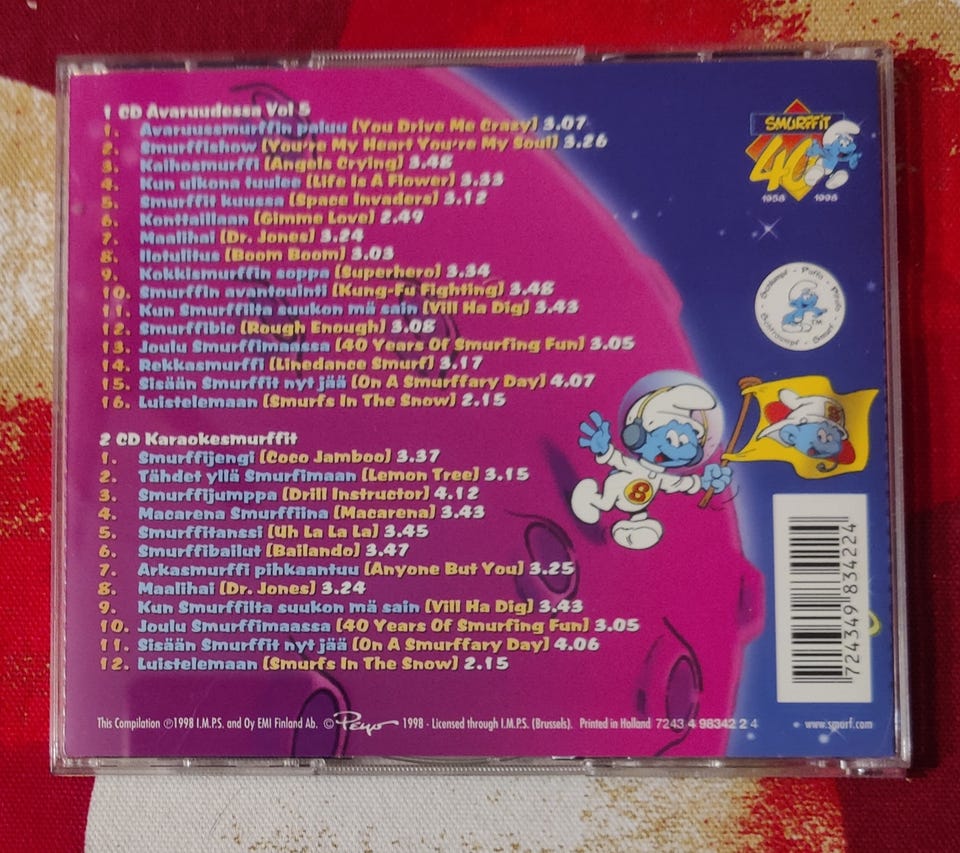 1 CD Avaruudessa Vol 5
1. Avaruussmurffin paluu (You Drive Me Crazy) 3.07
2. Smurffishow (You're My Heart You're My Soul) 3.26
3. Kaihosmurffi (Angels Crying) 3.48
4. Kun ulkona tuulee (Life Is A Flower) 3.33
5. Smurffit kuussa (Space Invaders) 3.12
6. Konttaillaan (Gimme Love) 2.49
7. Maalihai (Dr. Jones) 3.24
8. Ilotulitus (Boom Boom) 3.03
9. Kokkismurffin soppa (Superhero) 3.34
10. Smurffin avantouinti (Kung-Fu Fighting) 3.48
11. Kun Smurffilta suukon mä sain (Vill Ha Dig) 3.43
12. Smurffibie (Rough Enough) 3.08
13. Joulu Smurffimaassa (40 Years Of Smurfing Fun) 3.05
14. Rekkasmurffi (Linedance Smurf) 3.17
15. Sisään Smurffit nyt jää (On A Smurffary Day) 4.07
16. Luistelemaan (Smurfs In The Snow) 2.15
2 CD Karaokesmurffit
1. Smurffijengi (Coco Jamboo) 3.37
2. Tähdet yllä Smurfimaan (Lemon Tree) 3.15
3. Smurffijumppa (Drill Instructor) 4.12
4. Macarena Smurffiina (Macarena) 3.43
5. Smurffitanssi (Uh La La La) 3.45
6. Smurffibailut (Bailando) 3.47
7. Arkasmurffi pihkaantuu (Anyone But You) 3.25
8. Maalihai (Dr. Jones) 3.24
9. Kun Smurffilta suukon mä sain (Vill Ha Dig) 3.43
10. Joulu Smurffimaassa (40 Years Of Smurfing Fun) 3.05
11. Sisään Smurffit nyt jää (On A Smurffary Day) 4.06
12. Luistelemaan (Smurfs In The Snow) 2.15
SMURFFIT
40
1958 1998
Puffo - Pitufo
Schtroumpf - Smurf
TM
8
8
7 243498 342224
This Compilation ℗1998 I.M.P.S. and Oy EMI Finland Ab. © Peyo 1998 - Licensed through I.M.P.S. (Brussels). Printed in Holland 7243 4 98342 2 4
www.smurf.com